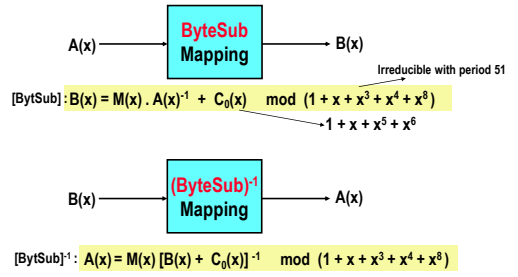 A(x)
ByteSub
Mapping
B(x)
Irreducible with period 51
[BytSub] : B(x) = M(x) . A(x)⁻¹ + C₀(x) mod (1 + x + x³ + x⁴ + x⁸ )
1 + x + x⁵ + x⁶
B(x)
(ByteSub)⁻¹
Mapping
A(x)
[BytSub]⁻¹ : A(x) = M(x) [B(x) + C₀(x)] ⁻¹ mod (1 + x + x³ + x⁴ + x⁸ )